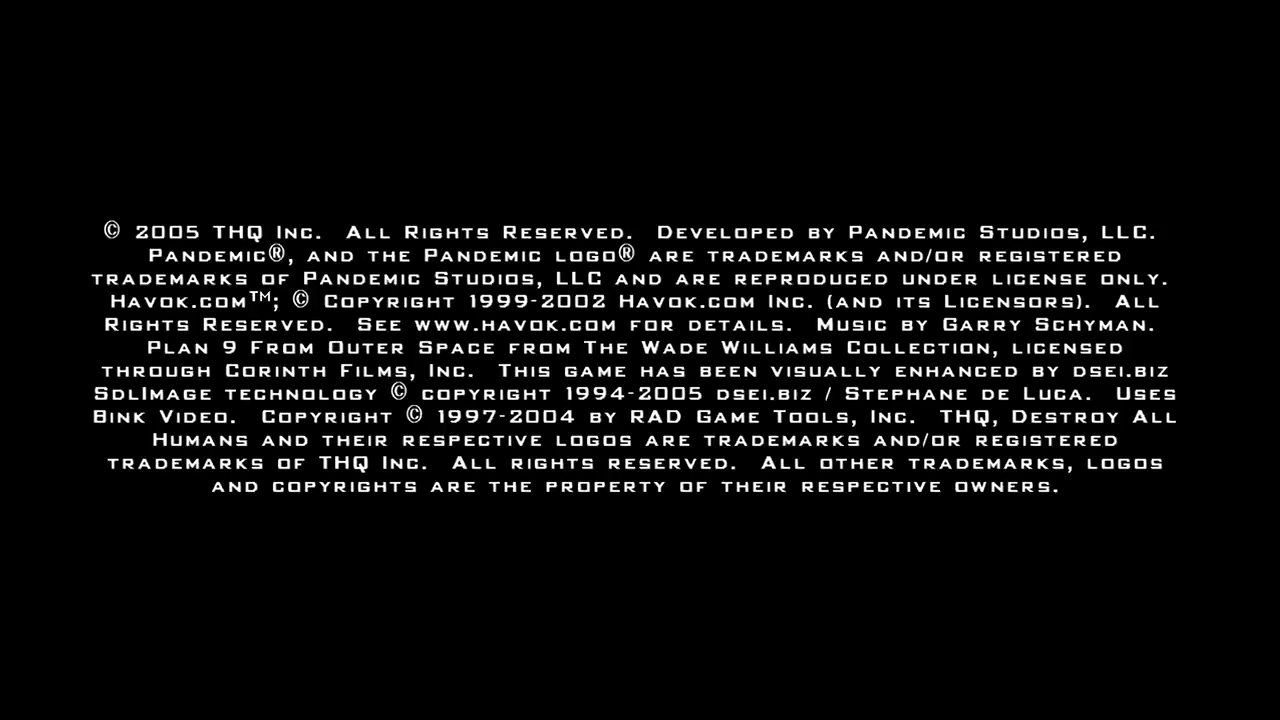 © 2005 THQ Inc. All Rights Reserved. Developed by Pandemic Studios, LLC.
Pandemic®, and the Pandemic logo® are trademarks and/or registered
trademarks of Pandemic Studios, LLC and are reproduced under license only.
Havok.com™; © Copyright 1999-2002 Havok.com Inc. (and its Licensors). All
Rights Reserved. See www.havok.com for details. Music by Garry Schyman.
Plan 9 From Outer Space from The Wade Williams Collection, licensed
through Corinth Films, Inc. This game has been visually enhanced by dsei.biz
SdlImage technology © copyright 1994-2005 dsei.biz / Stephane de Luca. Uses
Bink Video. Copyright © 1997-2004 by RAD Game Tools, Inc. THQ, Destroy All
Humans and their respective logos are trademarks and/or registered
trademarks of THQ Inc. All rights reserved. All other trademarks, logos
and copyrights are the property of their respective owners.